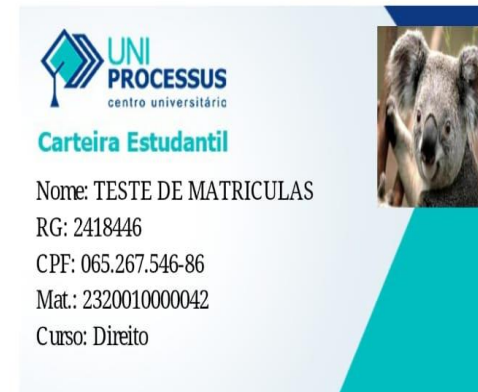 UNI
PROCESSUS
centro universitário
Carteira Estudantil
Nome: TESTE DE MATRICULAS
RG: 2418446
CPF: 065.267.546-86
Mat.: 2320010000042
Curso: Direito